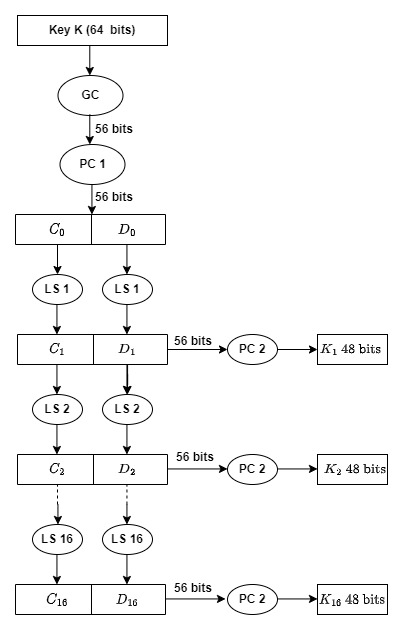 Key K (64 bits)
GC
56 bits
PC 1
56 bits
C₀ D₀
LS 1 LS 1
C₁ D₁ 56 bits PC 2 K₁ 48 bits
LS 2 LS 2
C₂ D₂ 56 bits PC 2 K₂ 48 bits
LS 16 LS 16
C₁₆ D₁₆ 56 bits PC 2 K₁₆ 48 bits